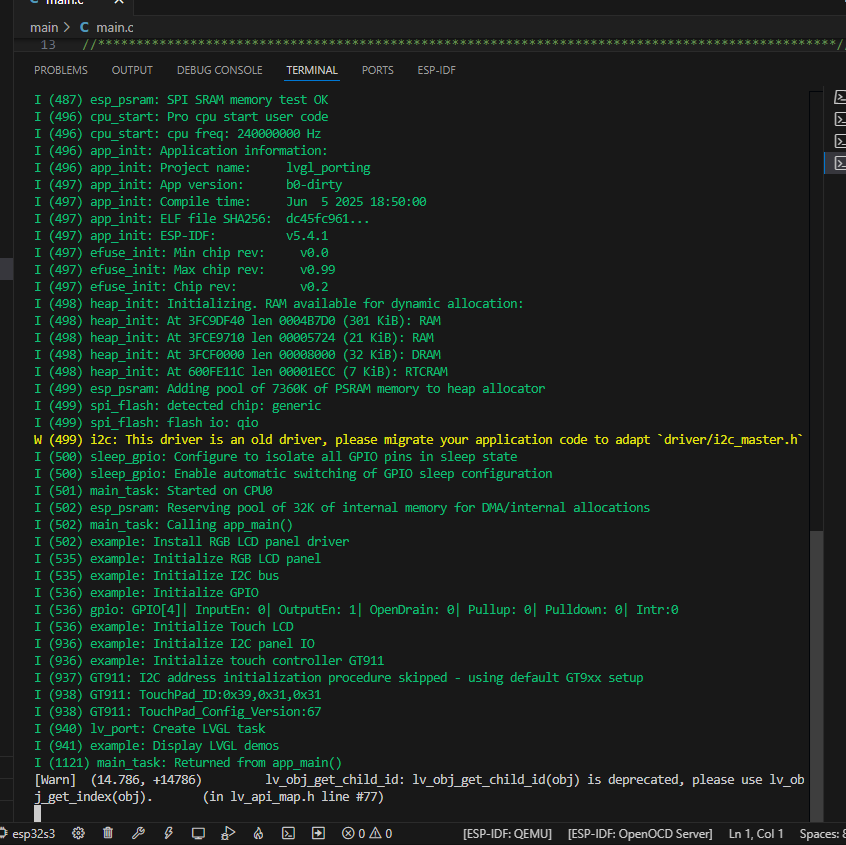 main.c
main > C main.c
13 //*********************************************************************************************//
PROBLEMS OUTPUT DEBUG CONSOLE TERMINAL PORTS ESP-IDF
I (487) esp_psram: SPI SRAM memory test OK
I (496) cpu_start: Pro cpu start user code
I (496) cpu_start: cpu freq: 240000000 Hz
I (496) app_init: Application information:
I (496) app_init: Project name:     lvgl_porting
I (497) app_init: App version:      b0-dirty
I (497) app_init: Compile time:     Jun  5 2025 18:50:00
I (497) app_init: ELF file SHA256:  dc45fc961...
I (497) app_init: ESP-IDF:          v5.4.1
I (497) efuse_init: Min chip rev:     v0.0
I (497) efuse_init: Max chip rev:     v0.99
I (497) efuse_init: Chip rev:         v0.2
I (498) heap_init: Initializing. RAM available for dynamic allocation:
I (498) heap_init: At 3FC9DF40 len 0004B7D0 (301 KiB): RAM
I (498) heap_init: At 3FCE9710 len 00005724 (21 KiB): RAM
I (498) heap_init: At 3FCF0000 len 00008000 (32 KiB): DRAM
I (498) heap_init: At 600FE11C len 00001ECC (7 KiB): RTCRAM
I (499) esp_psram: Adding pool of 7360K of PSRAM memory to heap allocator
I (499) spi_flash: detected chip: generic
I (499) spi_flash: flash io: qio
W (499) i2c: This driver is an old driver, please migrate your application code to adapt `driver/i2c_master.h`
I (500) sleep_gpio: Configure to isolate all GPIO pins in sleep state
I (500) sleep_gpio: Enable automatic switching of GPIO sleep configuration
I (501) main_task: Started on CPU0
I (502) esp_psram: Reserving pool of 32K of internal memory for DMA/internal allocations
I (502) main_task: Calling app_main()
I (502) example: Install RGB LCD panel driver
I (535) example: Initialize RGB LCD panel
I (535) example: Initialize I2C bus
I (536) example: Initialize GPIO
I (536) gpio: GPIO[4]| InputEn: 0| OutputEn: 1| OpenDrain: 0| Pullup: 0| Pulldown: 0| Intr:0
I (536) example: Initialize Touch LCD
I (936) example: Initialize I2C panel IO
I (936) example: Initialize touch controller GT911
I (937) GT911: I2C address initialization procedure skipped - using default GT9xx setup
I (938) GT911: TouchPad_ID:0x39,0x31,0x31
I (938) GT911: TouchPad_Config_Version:67
I (940) lv_port: Create LVGL task
I (941) example: Display LVGL demos
I (1121) main_task: Returned from app_main()
[Warn]  (14.786, +14786)         lv_obj_get_child_id: lv_obj_get_child_id(obj) is deprecated, please use lv_ob
j_get_index(obj).       (in lv_api_map.h line #77)
esp32s3 0 0 [ESP-IDF: QEMU] [ESP-IDF: OpenOCD Server] Ln 1, Col 1 Spaces: